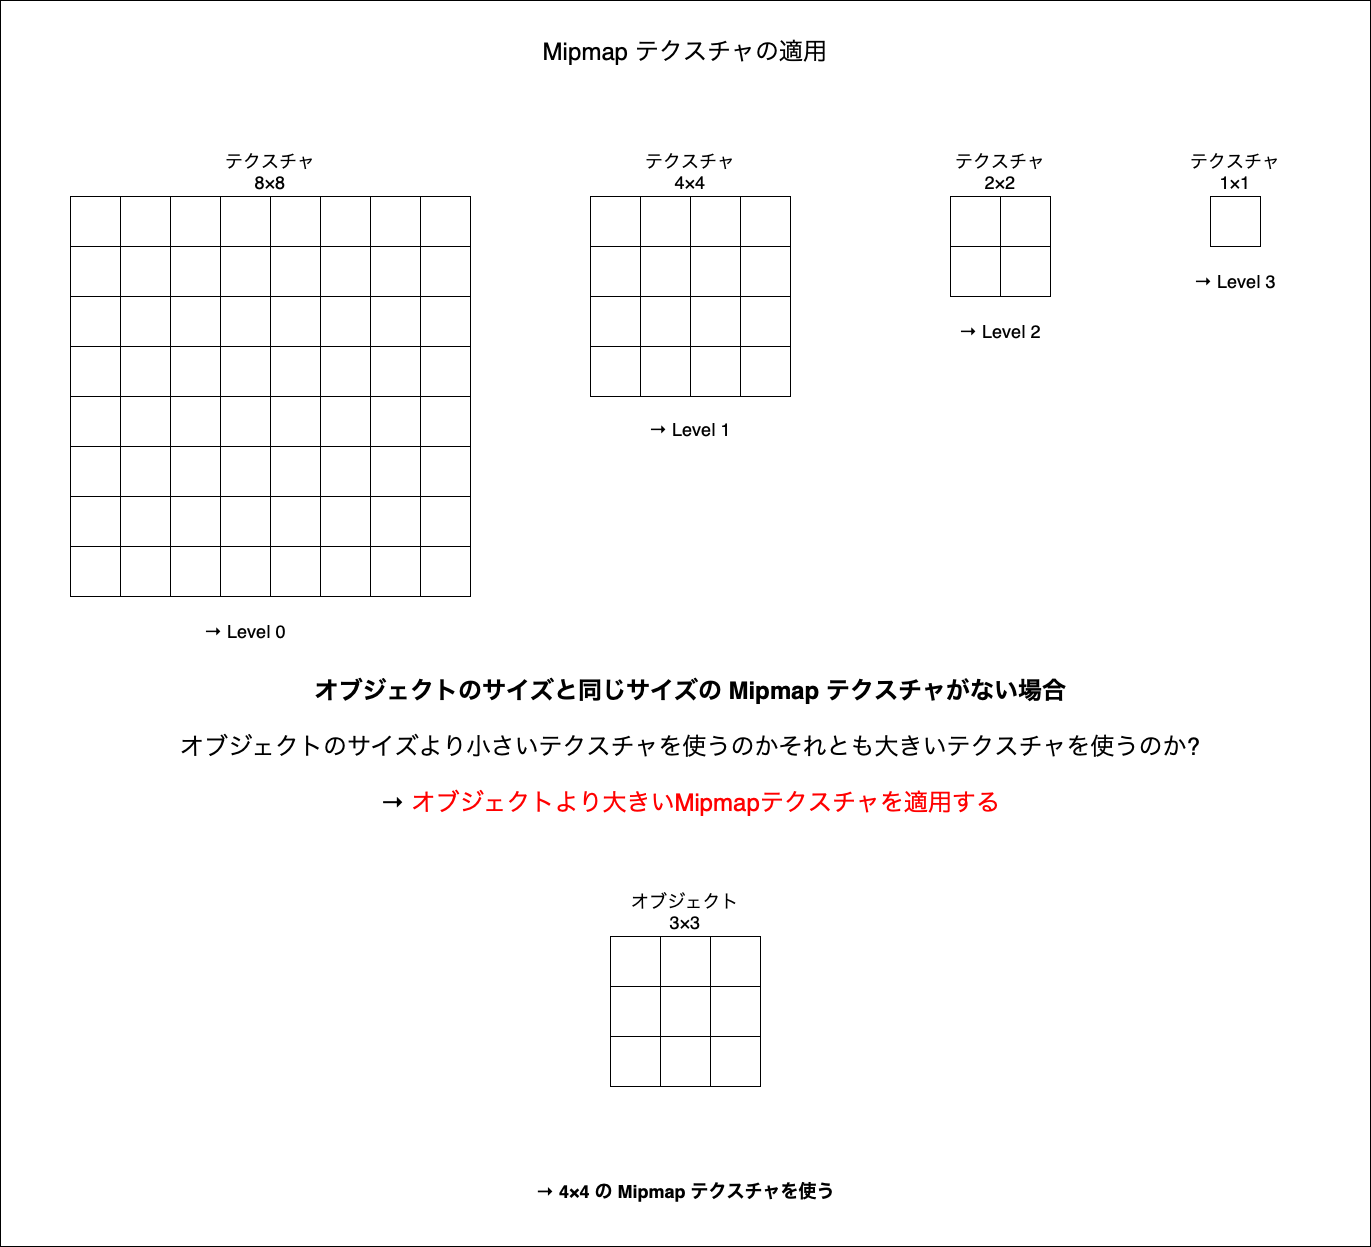 Mipmap テクスチャの適用
テクスチャ
8×8
テクスチャ
4×4
テクスチャ
2×2
テクスチャ
1×1
→ Level 3
→ Level 2
→ Level 1
→ Level 0
オブジェクトのサイズと同じサイズの Mipmap テクスチャがない場合
オブジェクトのサイズより小さいテクスチャを使うのかそれとも大きいテクスチャを使うのか?
→ オブジェクトより大きいMipmapテクスチャを適用する
オブジェクト
3×3
→ 4×4 の Mipmap テクスチャを使う